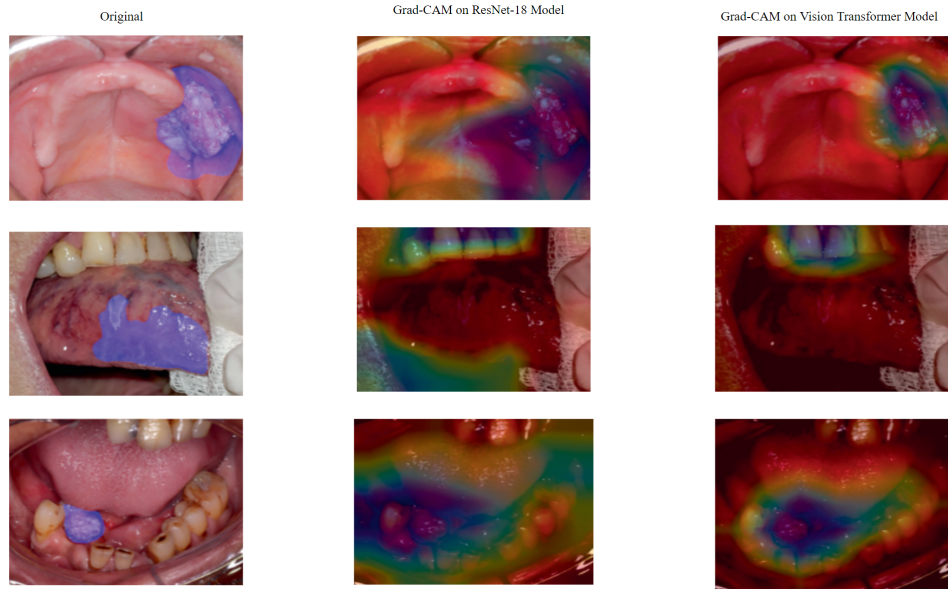 Original
Grad-CAM on ResNet-18 Model
Grad-CAM on Vision Transformer Model